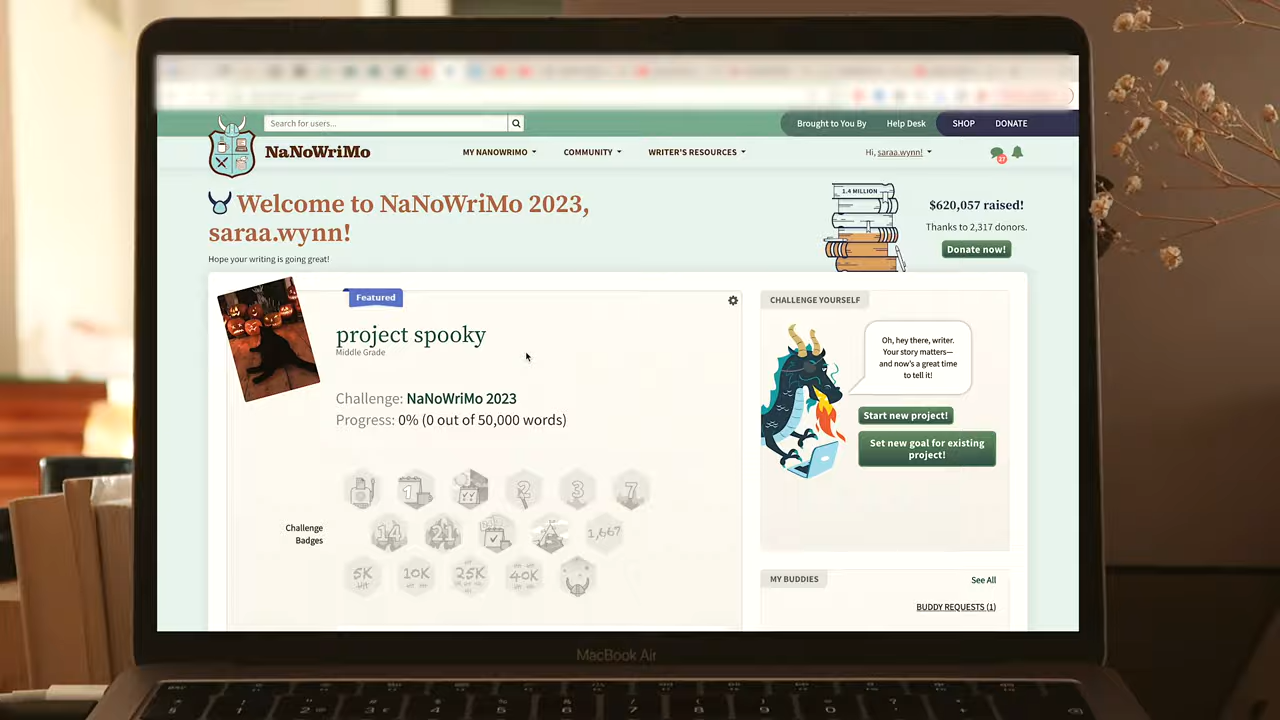 Search for users...
Brought to You By
Help Desk
SHOP
DONATE
NaNoWriMo
MY NANOWRIMO
COMMUNITY
WRITER'S RESOURCES
Hi, saraa.wynn!
27
Welcome to NaNoWriMo 2023,
saraa.wynn!
Hope your writing is going great!
1.4 MILLION
$620,057 raised!
Thanks to 2,317 donors.
Donate now!
Featured
project spooky
Middle Grade
Challenge: NaNoWriMo 2023
Progress: 0% (0 out of 50,000 words)
1
2
3
7
Challenge
Badges
14
21
1,667
5K
10K
25K
40K
CHALLENGE YOURSELF
Oh, hey there, writer.
Your story matters—
and now's a great time
to tell it!
Start new project!
Set new goal for existing
project!
MY BUDDIES
See All
BUDDY REQUESTS (1)
MacBook Air